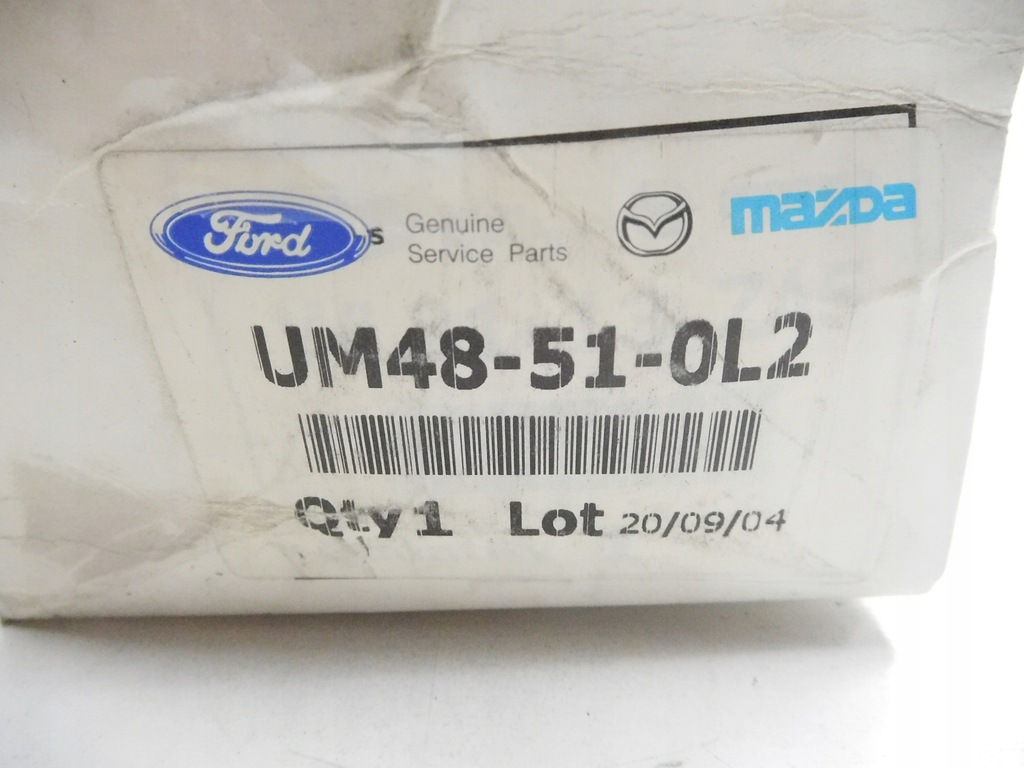 Ford s Genuine mazda
Service Parts
UM48-51-0L2
Qty 1 Lot 20/09/04